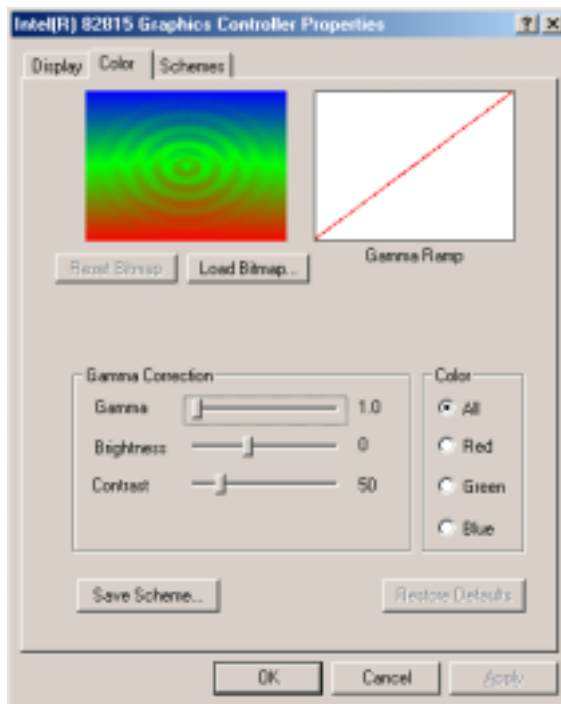 Intel(R) 82815 Graphics Controller Properties
Display Color Schemes
Reset Bitmap Load Bitmap... Gamma Ramp
Gamma Correction
Gamma 1.0
Brightness 0
Contrast 50
Color
All
Red
Green
Blue
Save Scheme... Restore Defaults
OK Cancel Apply